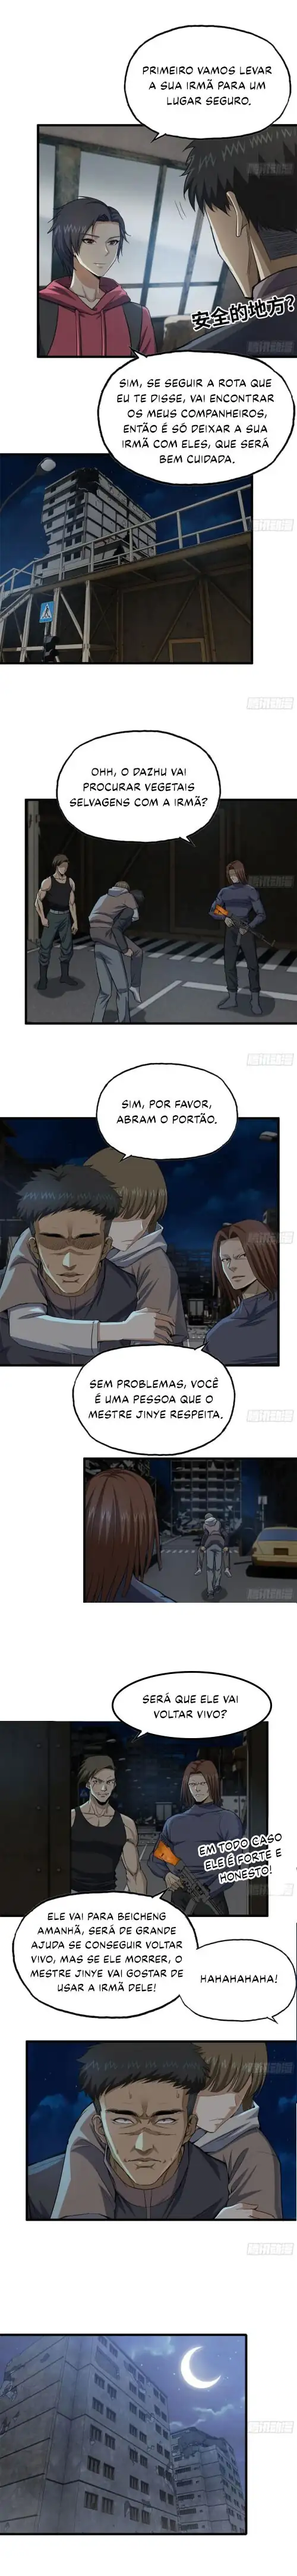 PRIMEIRO VAMOS LEVAR
A SUA IRMÃ PARA UM
LUGAR SEGURO.
安全的地方?
SIM, SE SEGUIR A ROTA QUE
EU TE DISSE, VAI ENCONTRAR
OS MEUS COMPANHEIROS,
ENTÃO É SÓ DEIXAR A SUA
IRMÃ COM ELES, QUE SERÁ
BEM CUIDADA.
OHH, O DAZHU VAI
PROCURAR VEGETAIS
SELVAGENS COM A IRMÃ?
SIM, POR FAVOR,
ABRAM O PORTÃO.
SEM PROBLEMAS, VOCÊ
É UMA PESSOA QUE O
MESTRE JINYE RESPEITA.
SERÁ QUE ELE VAI
VOLTAR VIVO?
EM TODO CASO
ELE É FORTE E
HONESTO!
ELE VAI PARA BEICHENG
AMANHÃ, SERÁ DE GRANDE
AJUDA SE CONSEGUIR VOLTAR
VIVO, MAS SE ELE MORRER, O
MESTRE JINYE VAI GOSTAR DE
USAR A IRMÃ DELE!
HAHAHAHAHA!